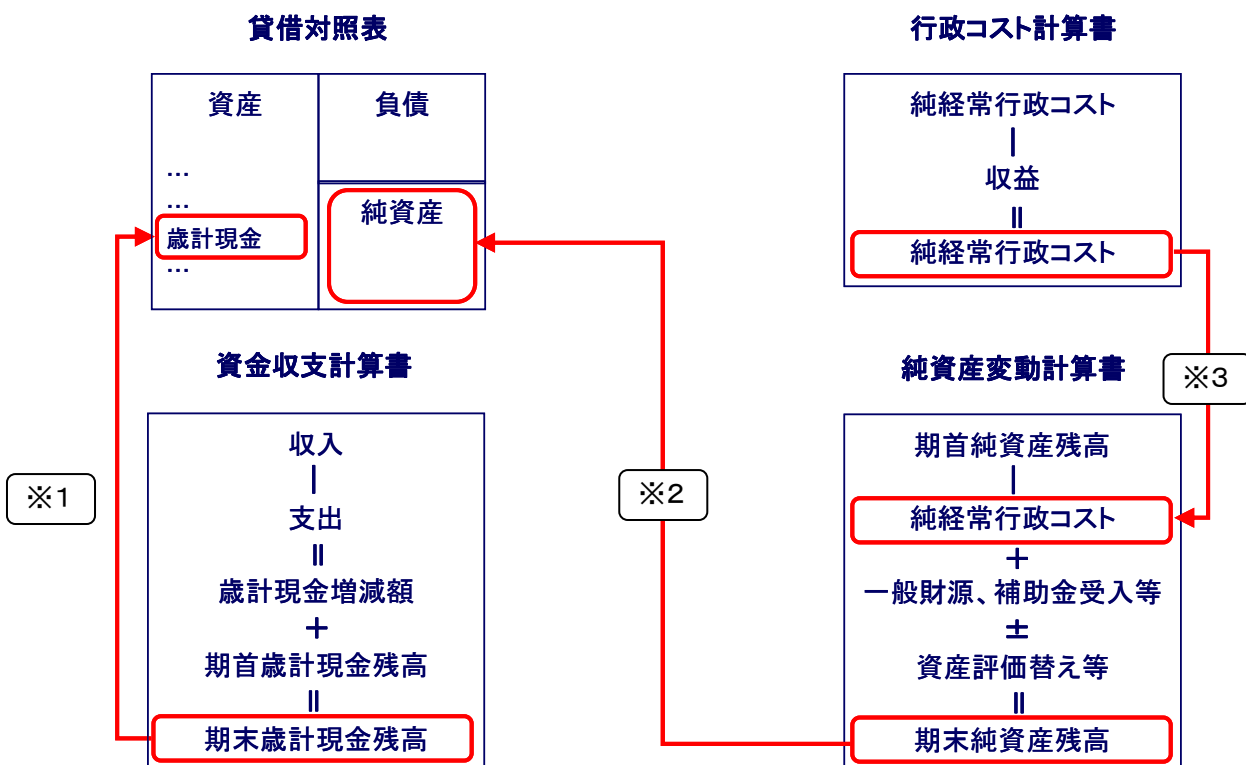 貸借対照表
資産
負債
…
…
歳計現金
…
純資産
行政コスト計算書
純経常行政コスト
|
収益
||
純経常行政コスト
資金収支計算書
収入
|
支出
||
歳計現金増減額
+
期首歳計現金残高
||
期末歳計現金残高
純資産変動計算書
期首純資産残高
|
純経常行政コスト
+
一般財源、補助金受入等
±
資産評価替え等
||
期末純資産残高
※1
※2
※3